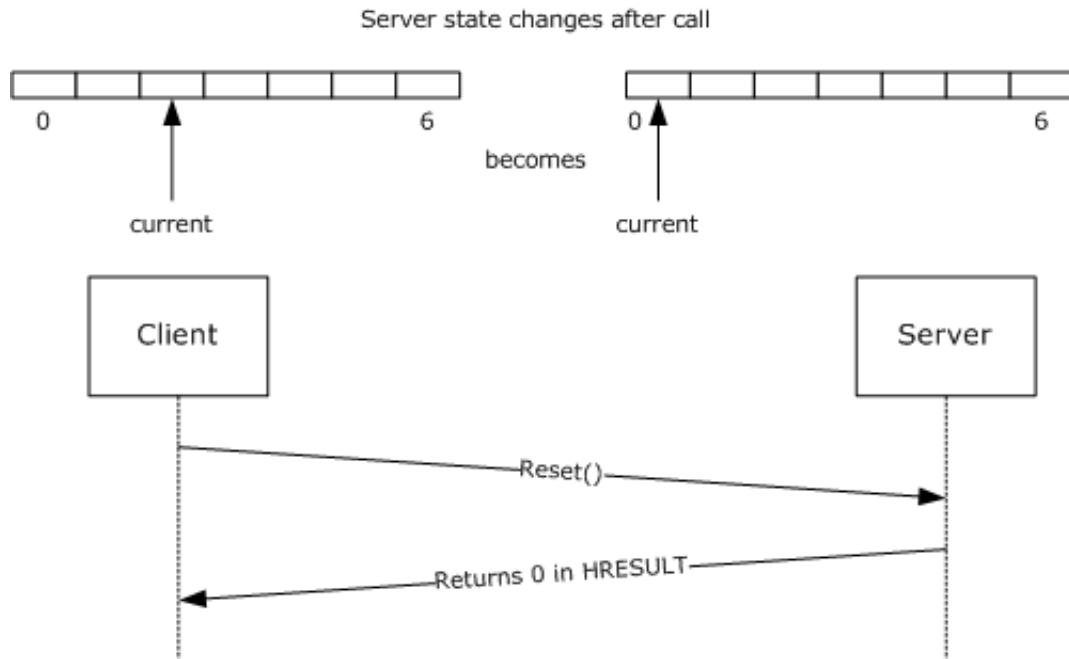 Server state changes after call
0 6 0 6
becomes
current current
Client Server
Reset()
Returns 0 in HRESULT